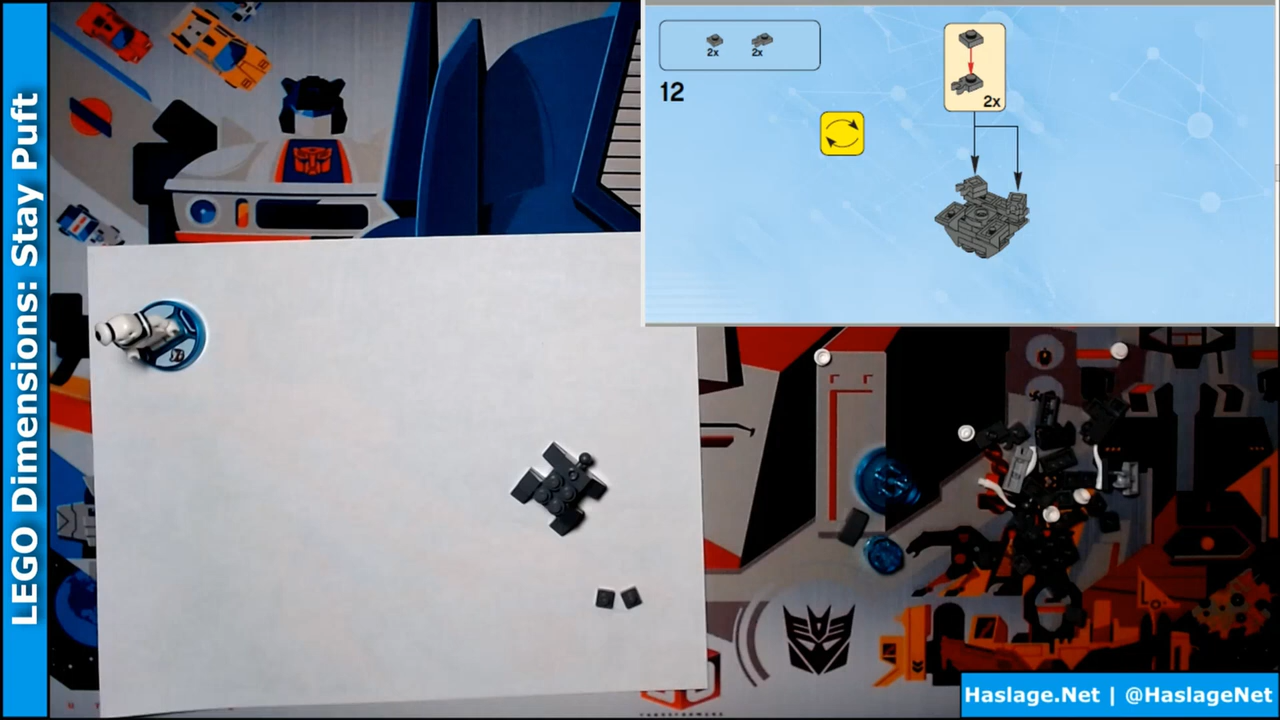 LEGO Dimensions: Stay Puft
2x 2x
12
2x
Haslage.Net | @HaslageNet